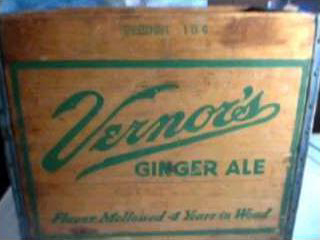 Vernor's
GINGER ALE
Flavor Mellowed 4 Years in Wood